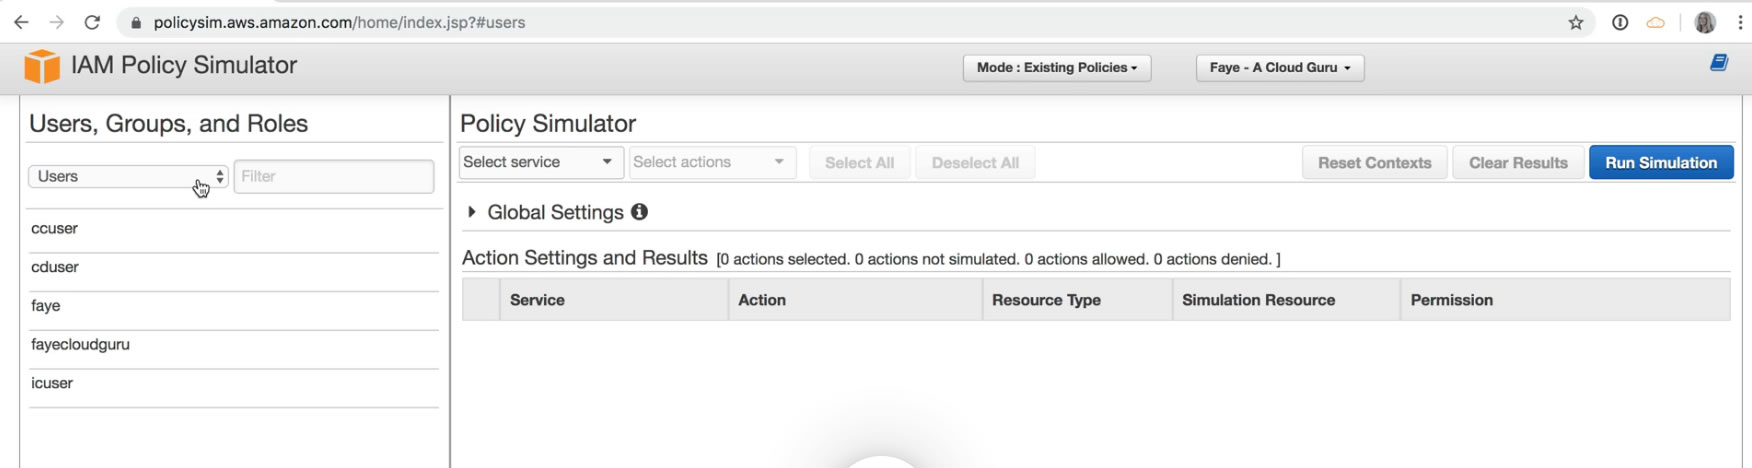 policysim.aws.amazon.com/home/index.jsp?#users
IAM Policy Simulator
Mode : Existing Policies
Faye - A Cloud Guru
Users, Groups, and Roles
Users
Filter
ccuser
cduser
faye
fayecloudguru
icuser
Policy Simulator
Select service
Select actions
Select All
Deselect All
Reset Contexts
Clear Results
Run Simulation
Global Settings
Action Settings and Results [0 actions selected. 0 actions not simulated. 0 actions allowed. 0 actions denied. ]
Service Action Resource Type Simulation Resource Permission